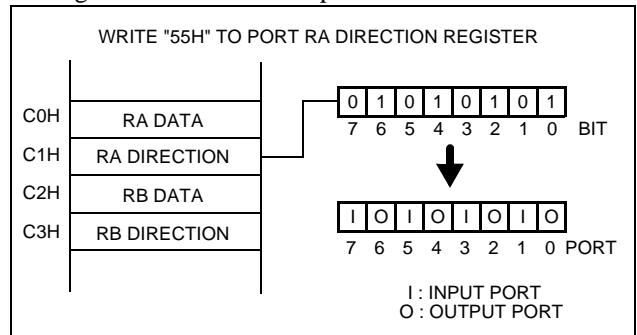 WRITE "55H" TO PORT RA DIRECTION REGISTER
C0H RA DATA
C1H RA DIRECTION
C2H RB DATA
C3H RB DIRECTION
0 1 0 1 0 1 0 1
7 6 5 4 3 2 1 0 BIT
I O I O I O I O
7 6 5 4 3 2 1 0 PORT
I : INPUT PORT
O : OUTPUT PORT